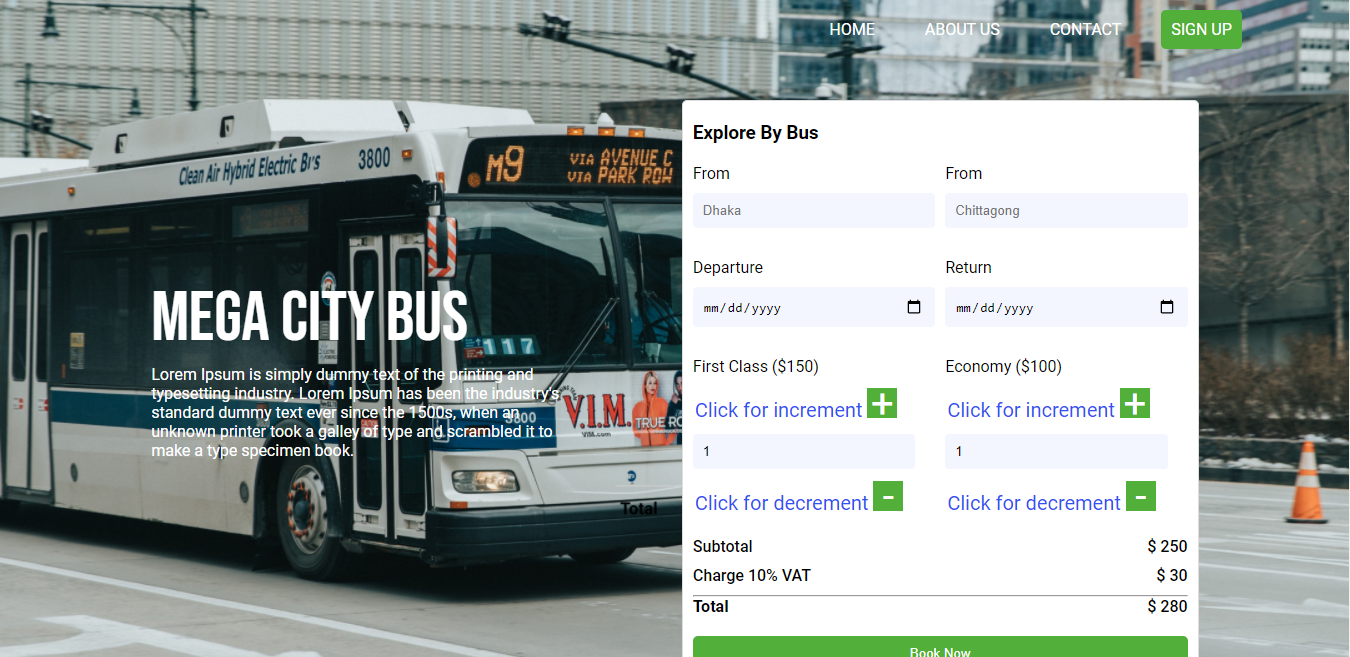 HOME ABOUT US CONTACT SIGN UP
Clean Air Hybrid Electric Bus 3800
M9 VIA AVENUE C
VIA PARK ROW
Explore By Bus
From From
Dhaka Chittagong
Departure Return
mm/dd/yyyy mm/dd/yyyy
MEGA CITY BUS
117
First Class ($150) Economy ($100)
Lorem Ipsum is simply dummy text of the printing and
typesetting industry. Lorem Ipsum has been the industry's
standard dummy text ever since the 1500s, when an
unknown printer took a galley of type and scrambled it to
make a type specimen book.
V.I.M.
VIM.com
TRUE RO
3800
Click for increment + Click for increment +
1 1
Click for decrement - Click for decrement -
Total
Subtotal $ 250
Charge 10% VAT $ 30
Total $ 280
Book Now